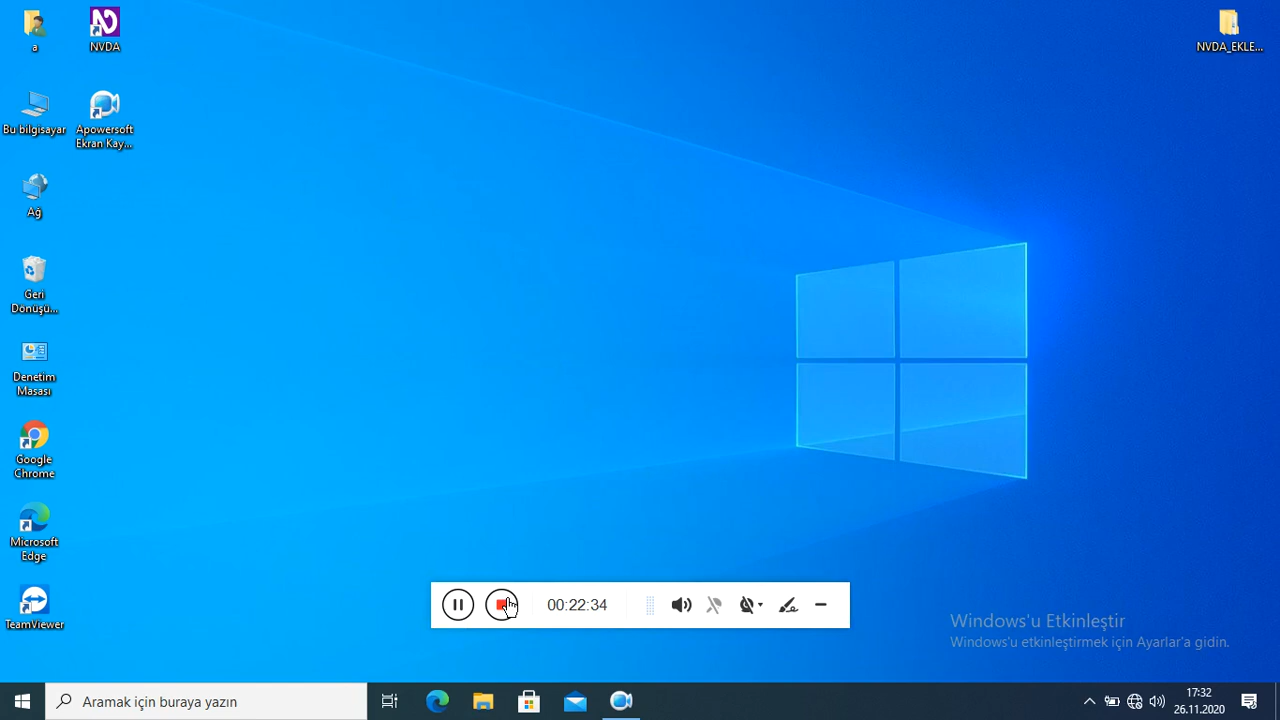 a
NVDA
NVDA_EKLE...
Bu bilgisayar
Apowersoft
Ekran Kay...
Ağ
Geri
Dönüşü...
Denetim
Masası
Google
Chrome
Microsoft
Edge
TeamViewer
00:22:34
Windows'u Etkinleştir
Windows'u etkinleştirmek için Ayarlar'a gidin.
Aramak için buraya yazın
17:32
26.11.2020